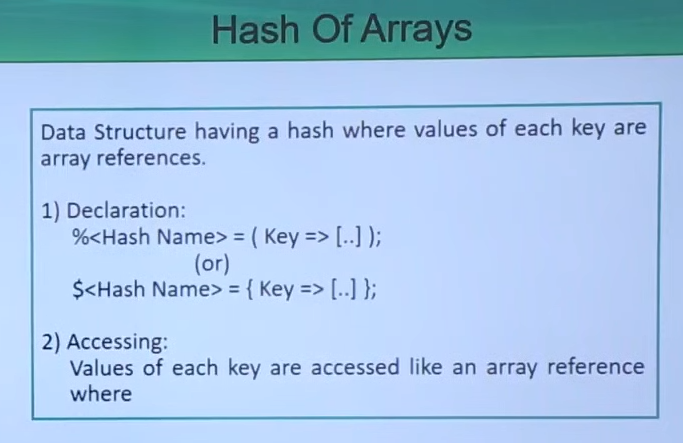 Hash Of Arrays
Data Structure having a hash where values of each key are
array references.
1) Declaration:
%<Hash Name> = ( Key => [..] );
(or)
$<Hash Name> = { Key => [..] };
2) Accessing:
Values of each key are accessed like an array reference
where